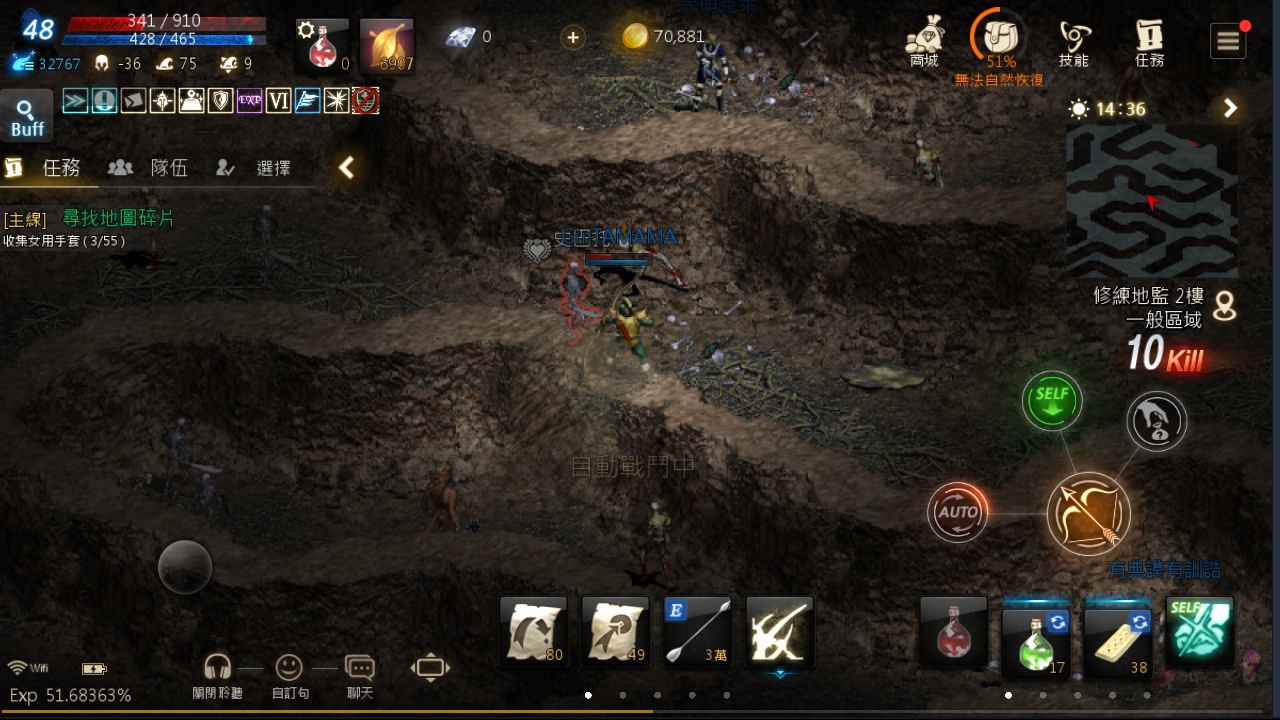 48
341 / 910
428 / 465
32767
-36
75
9
0
6907
0
70,881
商城
51%
無法自然恢復
技能
任務
Buff
EXP
VI
14:36
任務
隊伍
選擇
[主線] 尋找地圖碎片
收集女用手套 (3/55)
TAMAMA
修練地監 2樓
一般區域
10 Kill
SELF
自動戰鬥中
AUTO
80
49
E
3萬
17
38
SELF
Wifi
Exp 51.68363%
關閉聆聽
自訂句
聊天